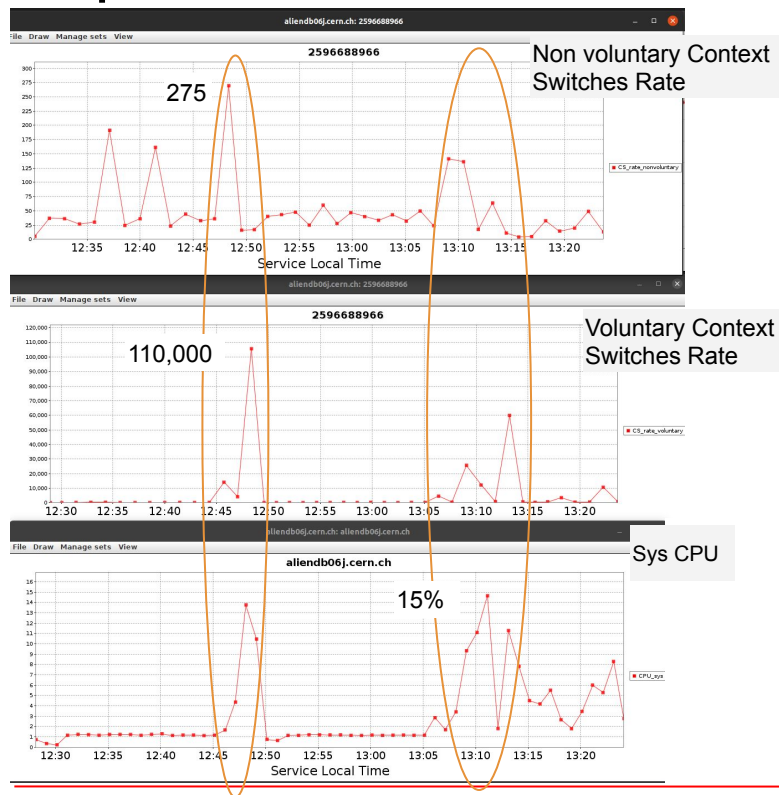 aliendb06j.cern.ch: 2596688966
File Draw Manage sets View
2596688966
Non voluntary Context
Switches Rate
275
300
275
250
225
200
175
150
125
100
75
50
25
0
CS_rate_nonvoluntary
12:35 12:40 12:45 12:50 12:55 13:00 13:05 13:10 13:15 13:20
Service Local Time
aliendb06j.cern.ch: 2596688966
File Draw Manage sets View
2596688966
Voluntary Context
Switches Rate
110,000
120,000
110,000
100,000
90,000
80,000
70,000
60,000
50,000
40,000
30,000
20,000
10,000
0
CS_rate_voluntary
12:30 12:35 12:40 12:45 12:50 12:55 13:00 13:05 13:10 13:15 13:20
aliendb06j.cern.ch: aliendb06j.cern.ch
File Draw Manage sets View
aliendb06j.cern.ch
Sys CPU
15%
16
15
14
13
12
11
10
9
8
7
6
5
4
3
2
1
0
CPU_sys
12:30 12:35 12:40 12:45 12:50 12:55 13:00 13:05 13:10 13:15 13:20
Service Local Time